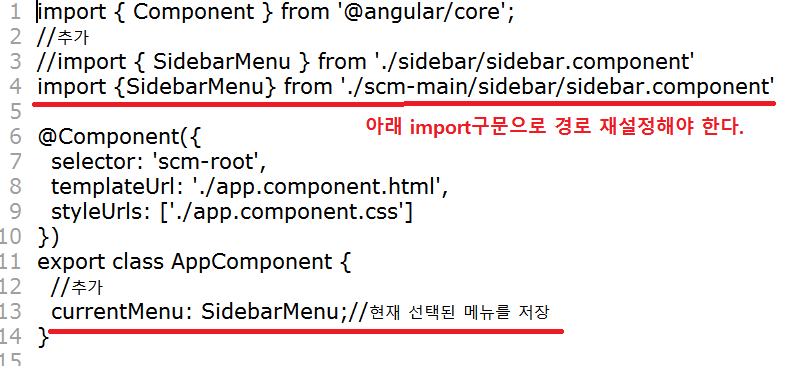 1 import { Component } from '@angular/core';
2 //추가
3 //import { SidebarMenu } from './sidebar/sidebar.component'
4 import {SidebarMenu} from './scm-main/sidebar/sidebar.component'
5 아래 import구문으로 경로 재설정해야 한다.
6 @Component({
7 selector: 'scm-root',
8 templateUrl: './app.component.html',
9 styleUrls: ['./app.component.css']
10 })
11 export class AppComponent {
12 //추가
13 currentMenu: SidebarMenu;//현재 선택된 메뉴를 저장
14 }
15